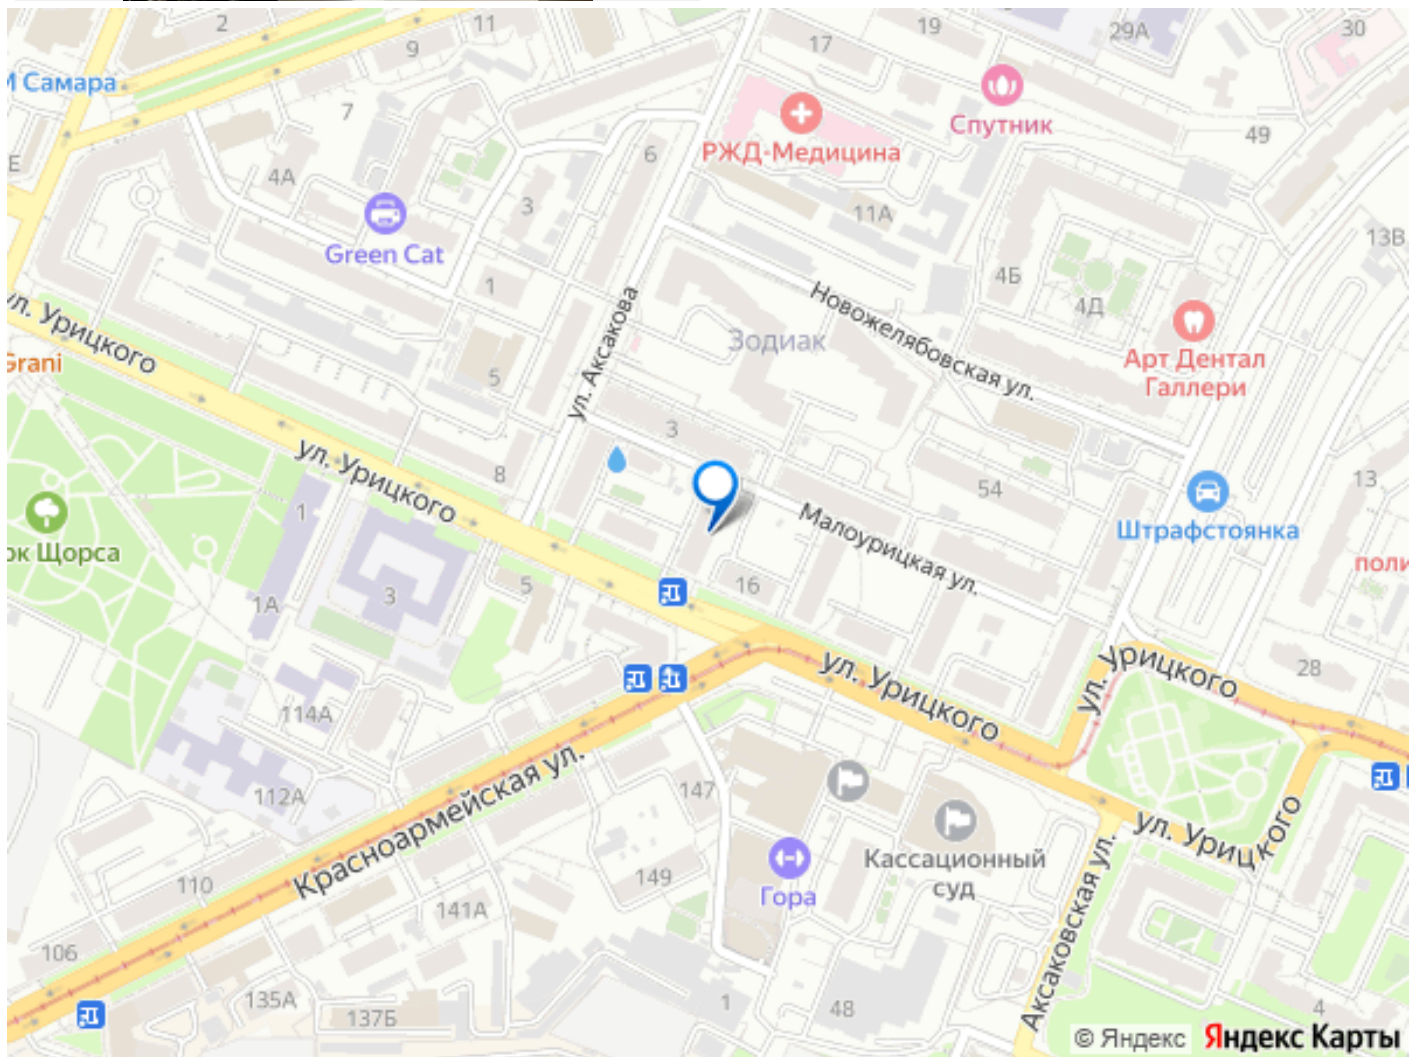 2
11
9
19
17
29А
30
М Самара
7
РЖД-Медицина
Спутник
49
6
4А
3
11А
Green Cat
13В
1
4Б
4Д
ул. Аксакова
Новожелябовская ул.
Зодиак
Арт Дентал
Галлери
ул. Урицкого
Grani
5
3
ул. Урицкого
8
54
13
1
Малоурицкая ул.
Штрафстоянка
рк Щорса
поли
3
5
16
1А
ул. Урицкого
ул. Урицкого
28
114А
112А
147
Красноармейская ул.
ул. Урицкого
Кассационный
суд
Гора
110
149
141А
106
Аксаковская ул.
135А
137Б
1
48
4
© Яндекс Яндекс Карты